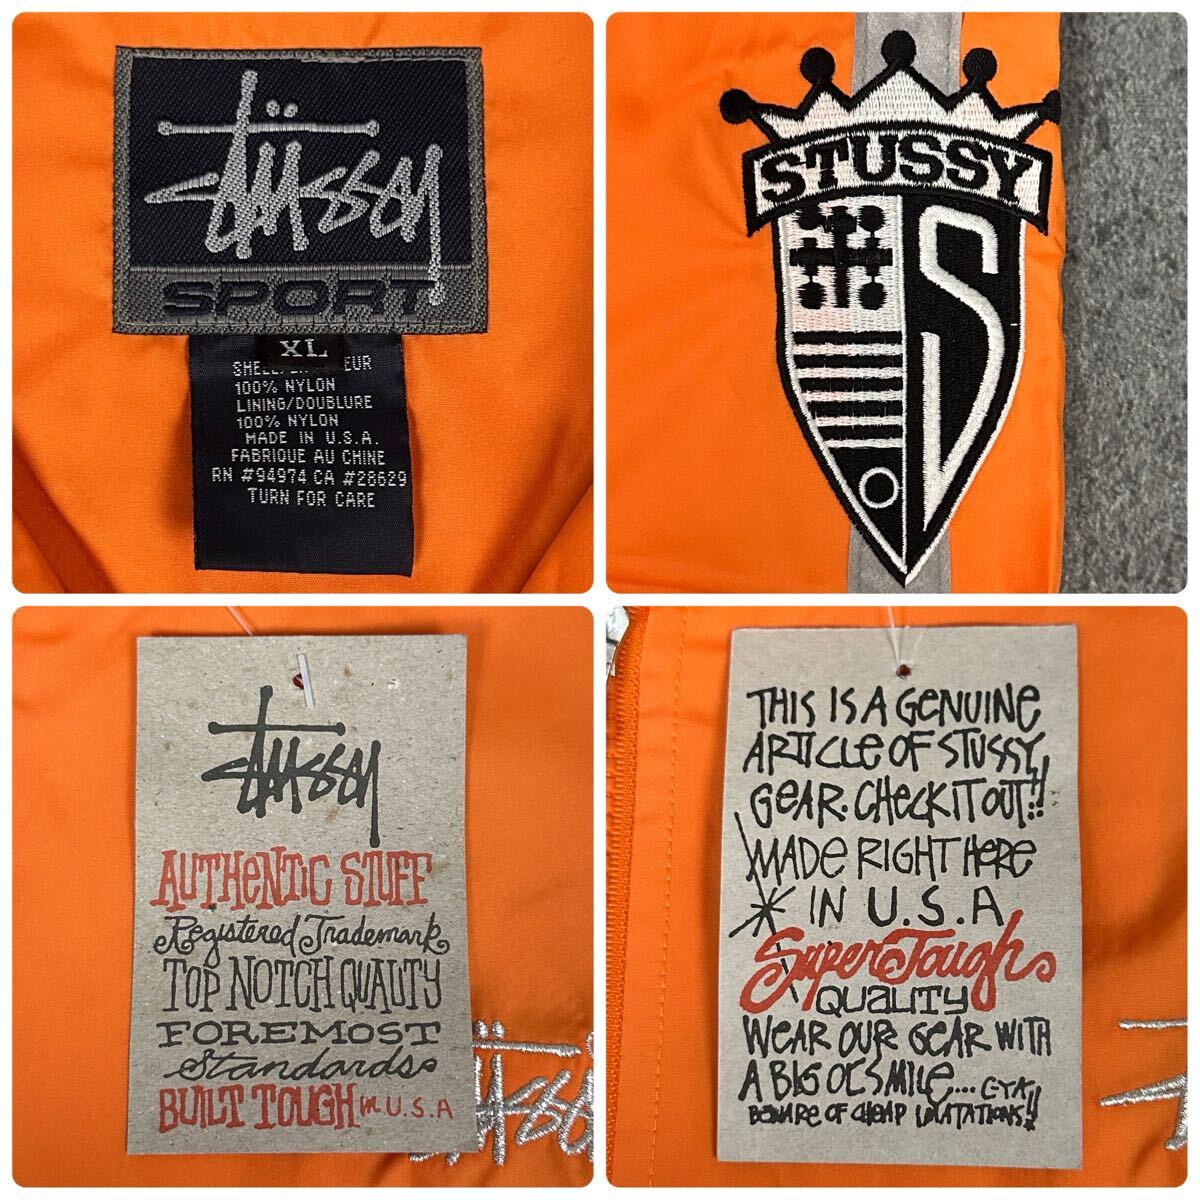 Stüssy
SPORT
XL
100% NYLON
LINING/DOUBLURE
100% NYLON
MADE IN U.S.A.
FABRIQUE AU CHINE
RN #94974 CA #28629
TURN FOR CARE
STUSSY
S
Stussy
AUTHENTIC STUFF
Registered Trademark
TOP NOTCH QUALITY
FOREMOST
Standards
BUILT TOUGH in U.S.A
Stüssy
THIS IS A GENUINE
ARTICLE OF STUSSY
GEAR. CHECK IT OUT!!
MADE RIGHT HERE
IN U.S.A
Super Tough
QUALITY
WEAR OUR GEAR WITH
A BIG OL SMILE...
BEWARE OF CHEAP IMITATIONS!!